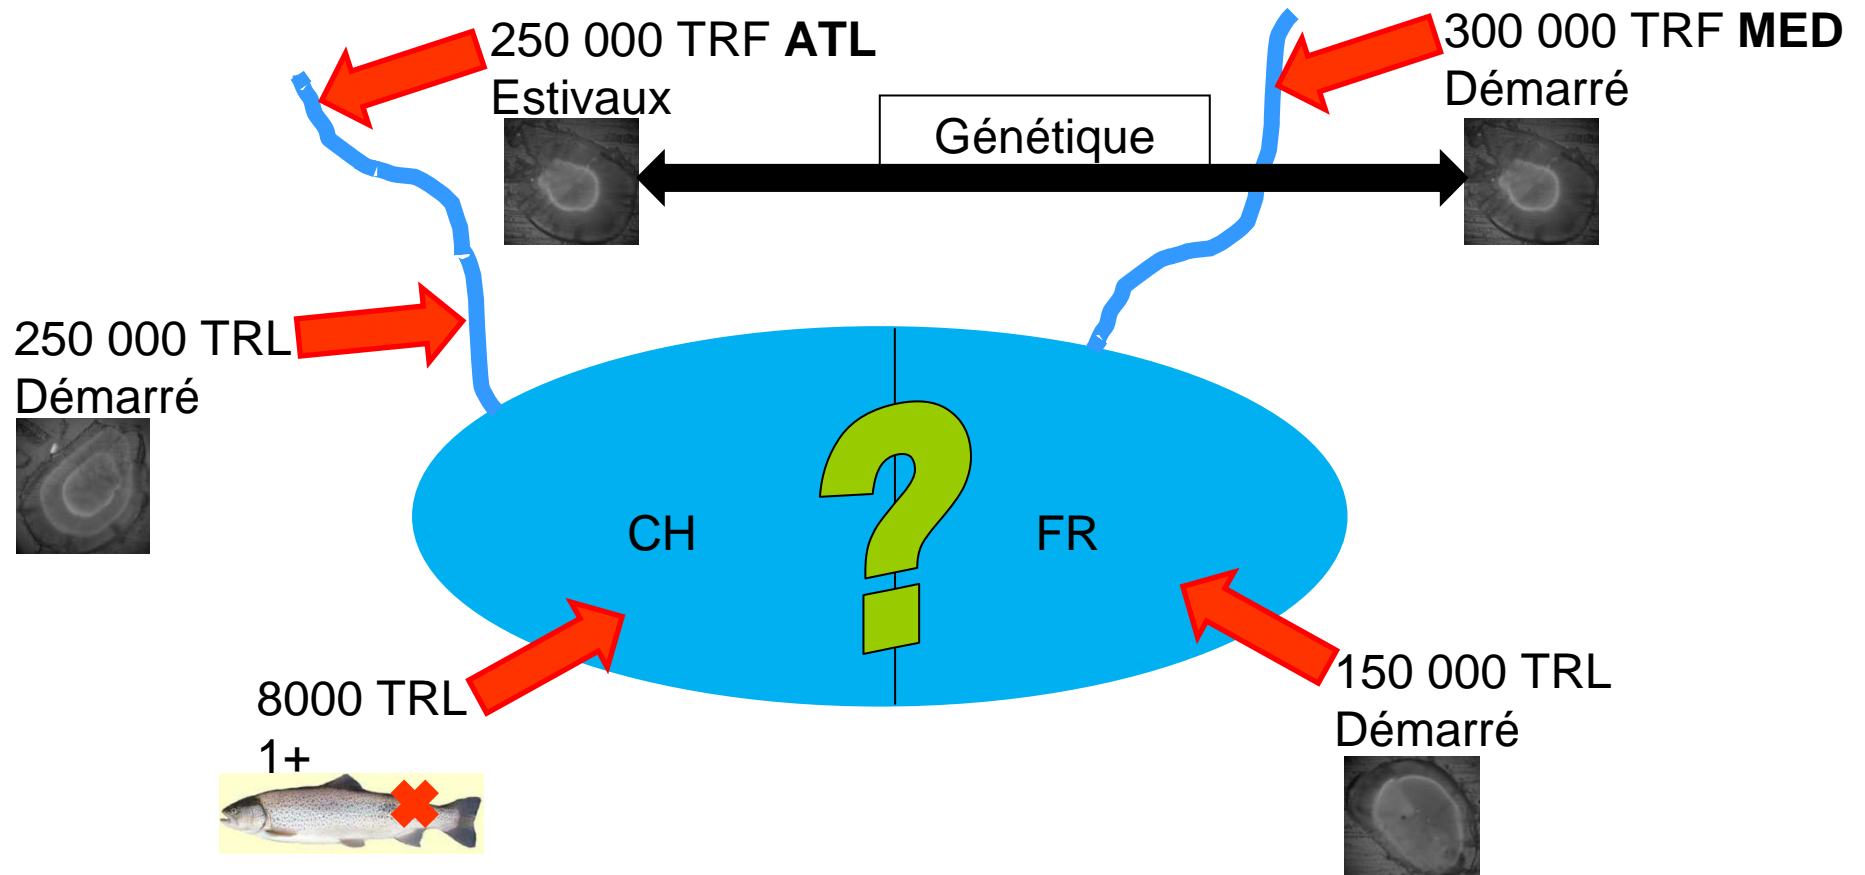 250 000 TRF ATL
Estivaux
300 000 TRF MED
Démarré
Génétique
250 000 TRL
Démarré
?
CH
FR
8000 TRL
1+
150 000 TRL
Démarré